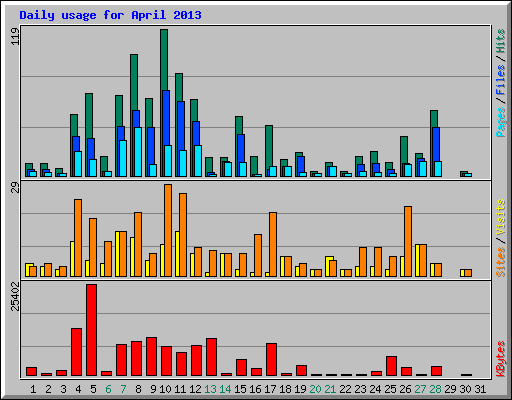 Daily usage for April 2013
119
Pages / Files / Hits
29
Sites / Visits
25402
KBytes
1 2 3 4 5 6 7 8 9 10 11 12 13 14 15 16 17 18 19 20 21 22 23 24 25 26 27 28 29 30 31